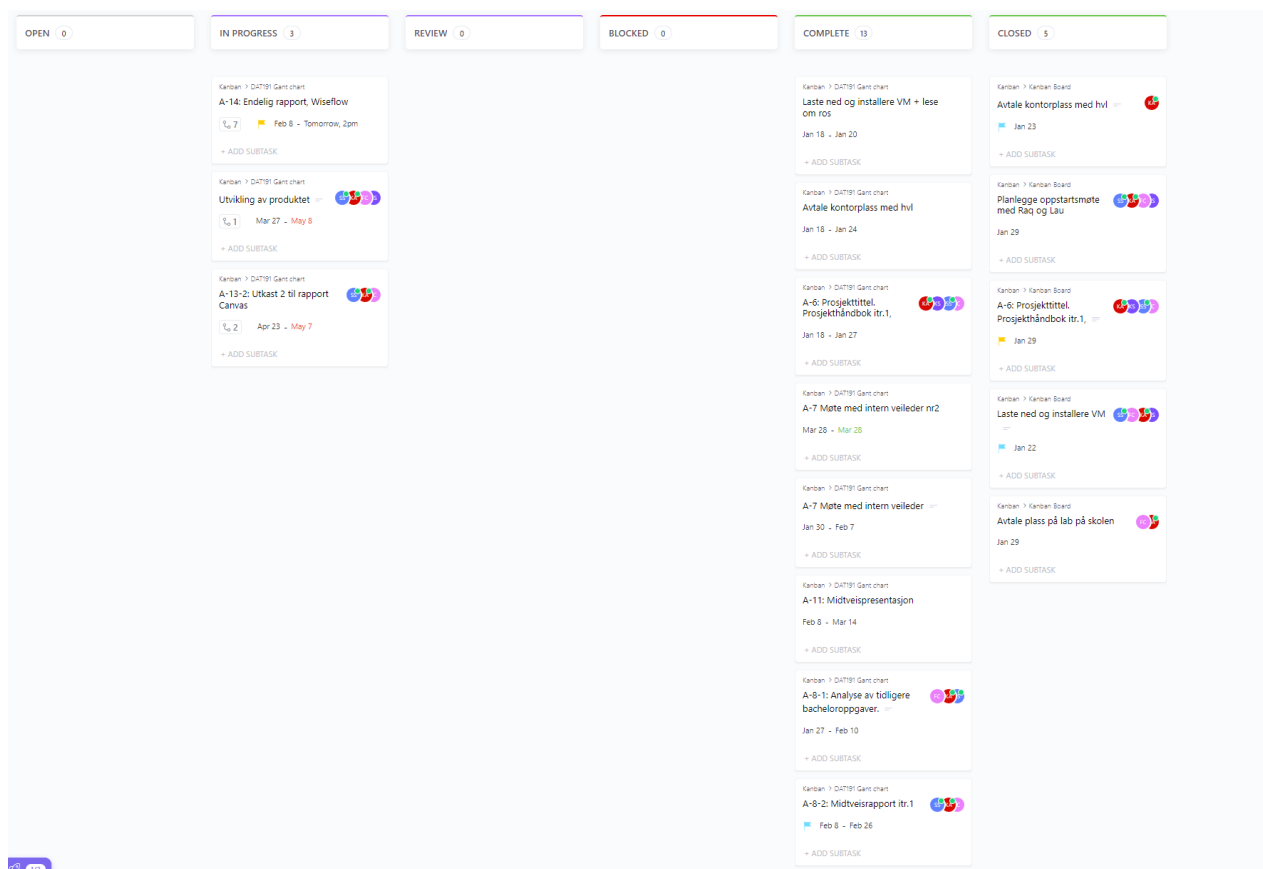 OPEN 0
IN PROGRESS 3
REVIEW 0
BLOCKED 0
COMPLETE 13
CLOSED 5
Kanban > DAT191 Gant chart
A-14: Endelig rapport, Wiseflow
7 Feb 8 - Tomorrow, 2pm
+ ADD SUBTASK
Kanban > DAT191 Gant chart
Utvikling av produktet
1 Mar 27 - May 8
+ ADD SUBTASK
Kanban > DAT191 Gant chart
A-13-2: Utkast 2 til rapport
Canvas
2 Apr 23 - May 7
+ ADD SUBTASK
Kanban > DAT191 Gant chart
Laste ned og installere VM + lese
om ros
Jan 18 - Jan 20
+ ADD SUBTASK
Kanban > DAT191 Gant chart
Avtale kontorplass med hvl
Jan 18 - Jan 24
+ ADD SUBTASK
Kanban > DAT191 Gant chart
A-6: Prosjekttittel.
Prosjekthåndbok itr.1,
Jan 18 - Jan 27
+ ADD SUBTASK
Kanban > DAT191 Gant chart
A-7 Møte med intern veileder nr2
Mar 28 - Mar 28
+ ADD SUBTASK
Kanban > DAT191 Gant chart
A-7 Møte med intern veileder
Jan 30 - Feb 7
+ ADD SUBTASK
Kanban > DAT191 Gant chart
A-11: Midtveispresentasjon
Feb 8 - Mar 14
+ ADD SUBTASK
Kanban > DAT191 Gant chart
A-8-1: Analyse av tidligere
bacheloroppgaver.
FC
Jan 27 - Feb 10
+ ADD SUBTASK
Kanban > DAT191 Gant chart
A-8-2: Midtveisrapport itr.1
Feb 8 - Feb 26
+ ADD SUBTASK
Kanban > Kanban Board
Avtale kontorplass med hvl
KA
Jan 23
+ ADD SUBTASK
Kanban > Kanban Board
Planlegge oppstartsmøte
med Raq og Lau
Jan 29
+ ADD SUBTASK
Kanban > Kanban Board
A-6: Prosjekttittel.
Prosjekthåndbok itr.1,
Jan 29
+ ADD SUBTASK
Kanban > Kanban Board
Laste ned og installere VM
Jan 22
+ ADD SUBTASK
Kanban > Kanban Board
Avtale plass på lab på skolen
FC
Jan 29
+ ADD SUBTASK